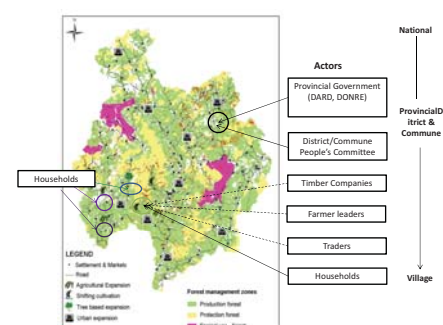 National
Actors
Provincial Government
(DARD, DONRE)
ProvincialD
itrict &
Commune
District/Commune
People's Committee
Households
Timber Companies
Farmer leaders
Traders
Households
Village
LEGEND
Settlement & Markets
Road
Agricultural Expansion
Shifting cultivation
Tree based expansion
Urban expansion
Forest management zones
Production forest
Protection forest